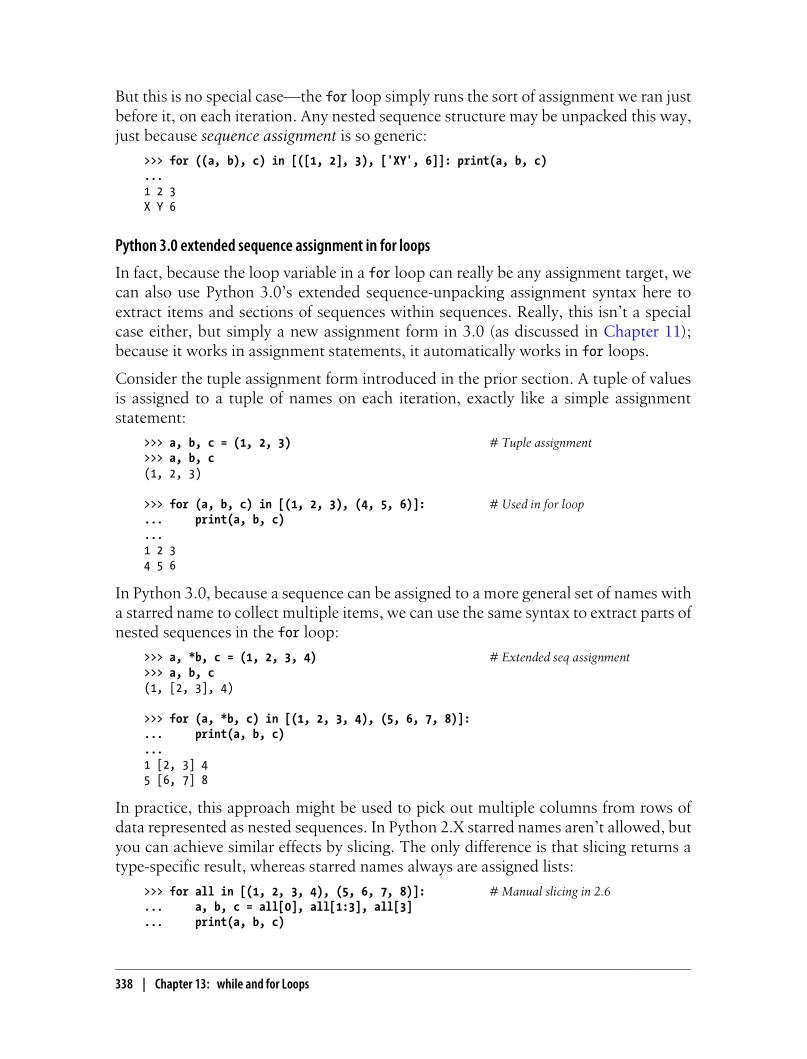 But this is no special case—the for loop simply runs the sort of assignment we ran just
before it, on each iteration. Any nested sequence structure may be unpacked this way,
just because sequence assignment is so generic:
>>> for ((a, b), c) in [([1, 2], 3), ['XY', 6]]: print(a, b, c)
...
1 2 3
X Y 6
Python 3.0 extended sequence assignment in for loops
In fact, because the loop variable in a for loop can really be any assignment target, we
can also use Python 3.0's extended sequence-unpacking assignment syntax here to
extract items and sections of sequences within sequences. Really, this isn't a special
case either, but simply a new assignment form in 3.0 (as discussed in Chapter 11);
because it works in assignment statements, it automatically works in for loops.
Consider the tuple assignment form introduced in the prior section. A tuple of values
is assigned to a tuple of names on each iteration, exactly like a simple assignment
statement:
>>> a, b, c = (1, 2, 3) # Tuple assignment
>>> a, b, c
(1, 2, 3)
>>> for (a, b, c) in [(1, 2, 3), (4, 5, 6)]: # Used in for loop
... print(a, b, c)
...
1 2 3
4 5 6
In Python 3.0, because a sequence can be assigned to a more general set of names with
a starred name to collect multiple items, we can use the same syntax to extract parts of
nested sequences in the for loop:
>>> a, *b, c = (1, 2, 3, 4) # Extended seq assignment
>>> a, b, c
(1, [2, 3], 4)
>>> for (a, *b, c) in [(1, 2, 3, 4), (5, 6, 7, 8)]:
... print(a, b, c)
...
1 [2, 3] 4
5 [6, 7] 8
In practice, this approach might be used to pick out multiple columns from rows of
data represented as nested sequences. In Python 2.X starred names aren't allowed, but
you can achieve similar effects by slicing. The only difference is that slicing returns a
type-specific result, whereas starred names always are assigned lists:
>>> for all in [(1, 2, 3, 4), (5, 6, 7, 8)]: # Manual slicing in 2.6
... a, b, c = all[0], all[1:3], all[3]
... print(a, b, c)
338 | Chapter 13: while and for Loops